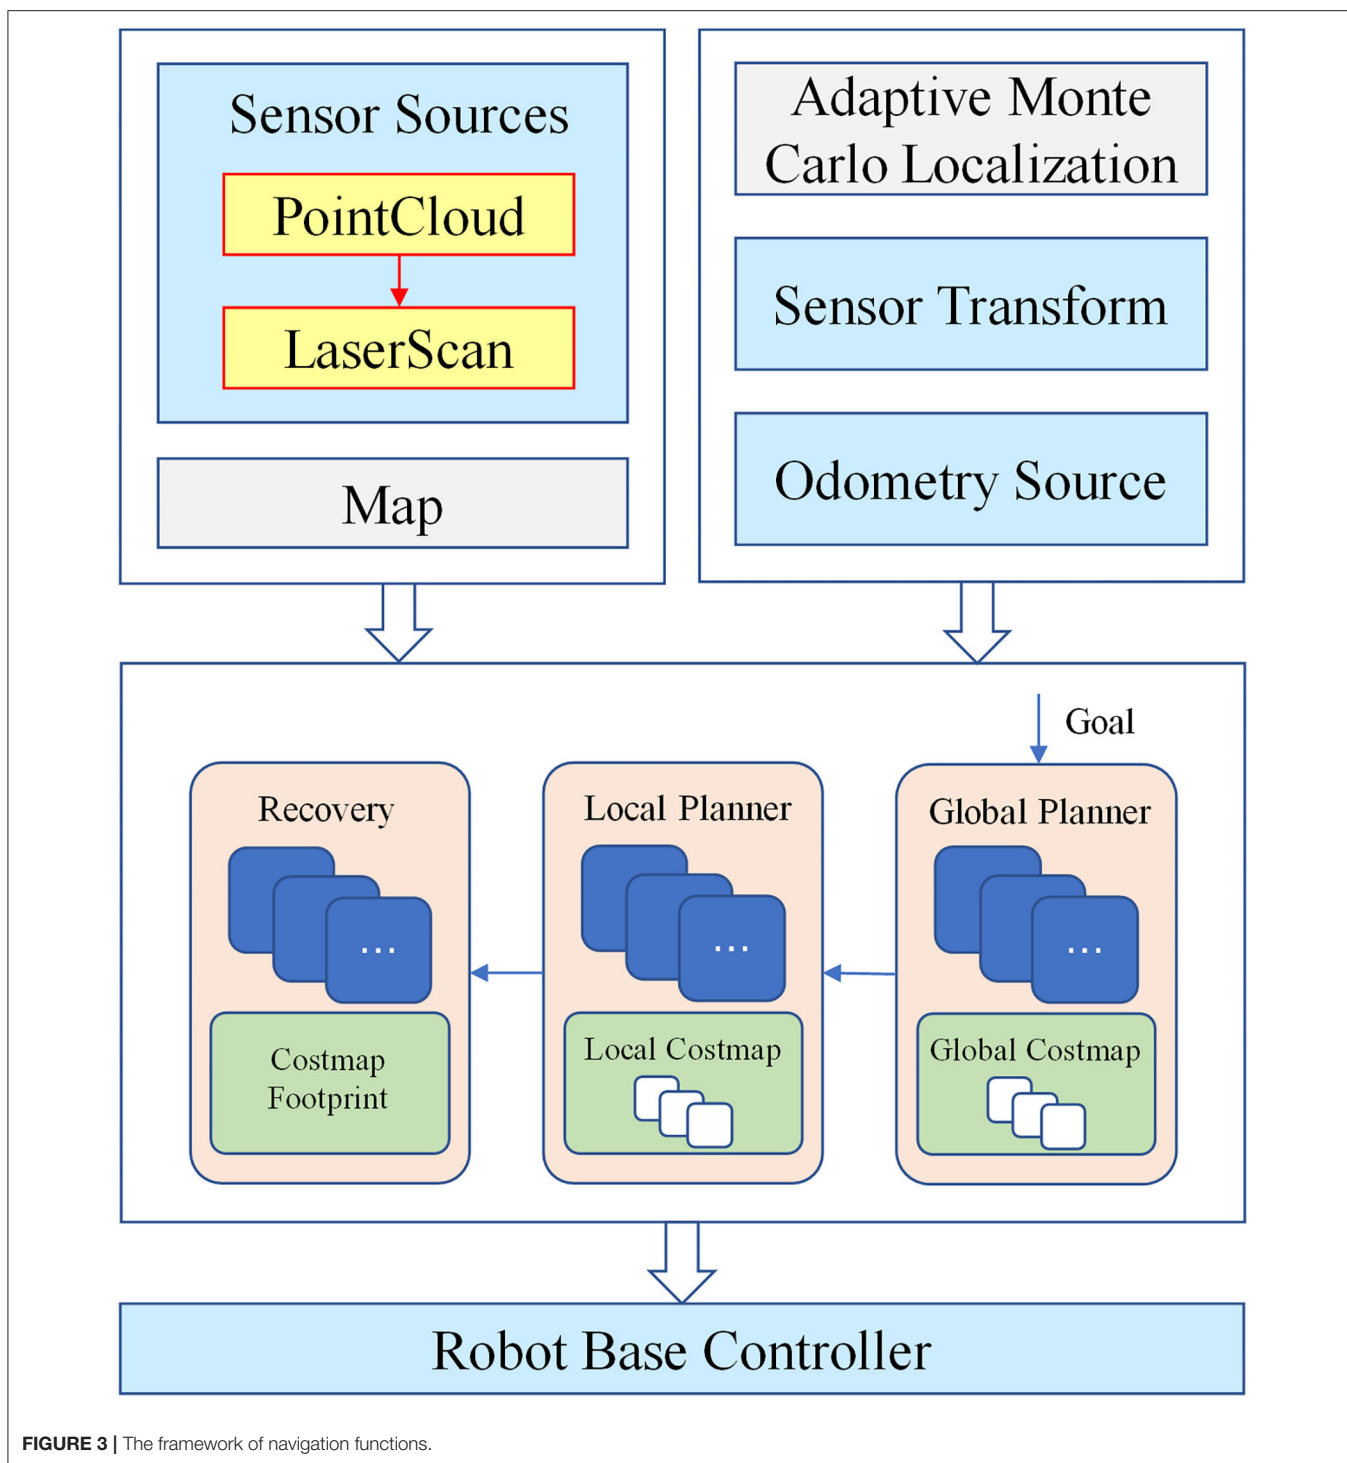 Sensor Sources
PointCloud
LaserScan
Map
Adaptive Monte
Carlo Localization
Sensor Transform
Odometry Source
Goal
Recovery
...
Costmap
Footprint
Local Planner
...
Local Costmap
Global Planner
...
Global Costmap
Robot Base Controller
FIGURE 3 | The framework of navigation functions.